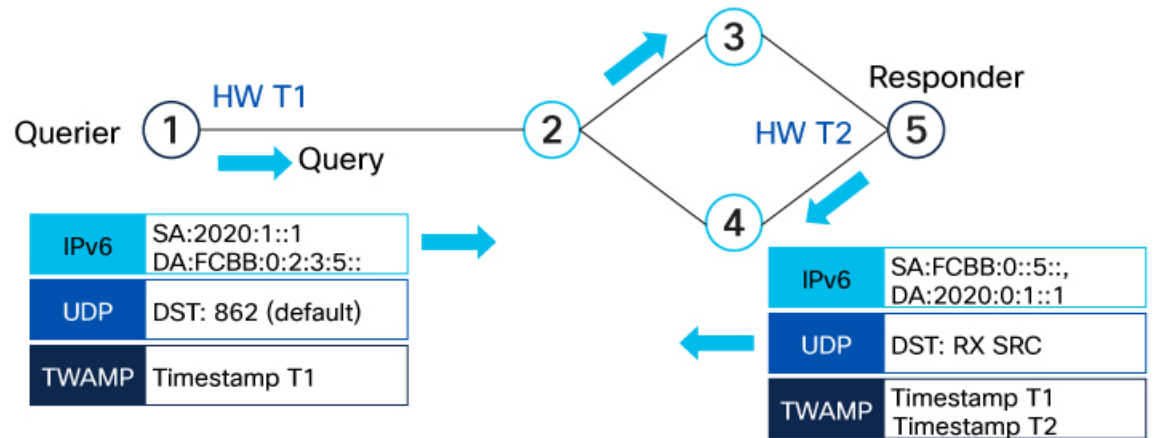 HW T1
Querier 1
Query
2
3
4
Responder
HW T2 5
IPv6 SA:2020:1::1
DA:FCBB:0:2:3:5::
UDP DST: 862 (default)
TWAMP Timestamp T1
IPv6 SA:FCBB:0::5::,
DA:2020:0:1::1
UDP DST: RX SRC
TWAMP Timestamp T1
Timestamp T2